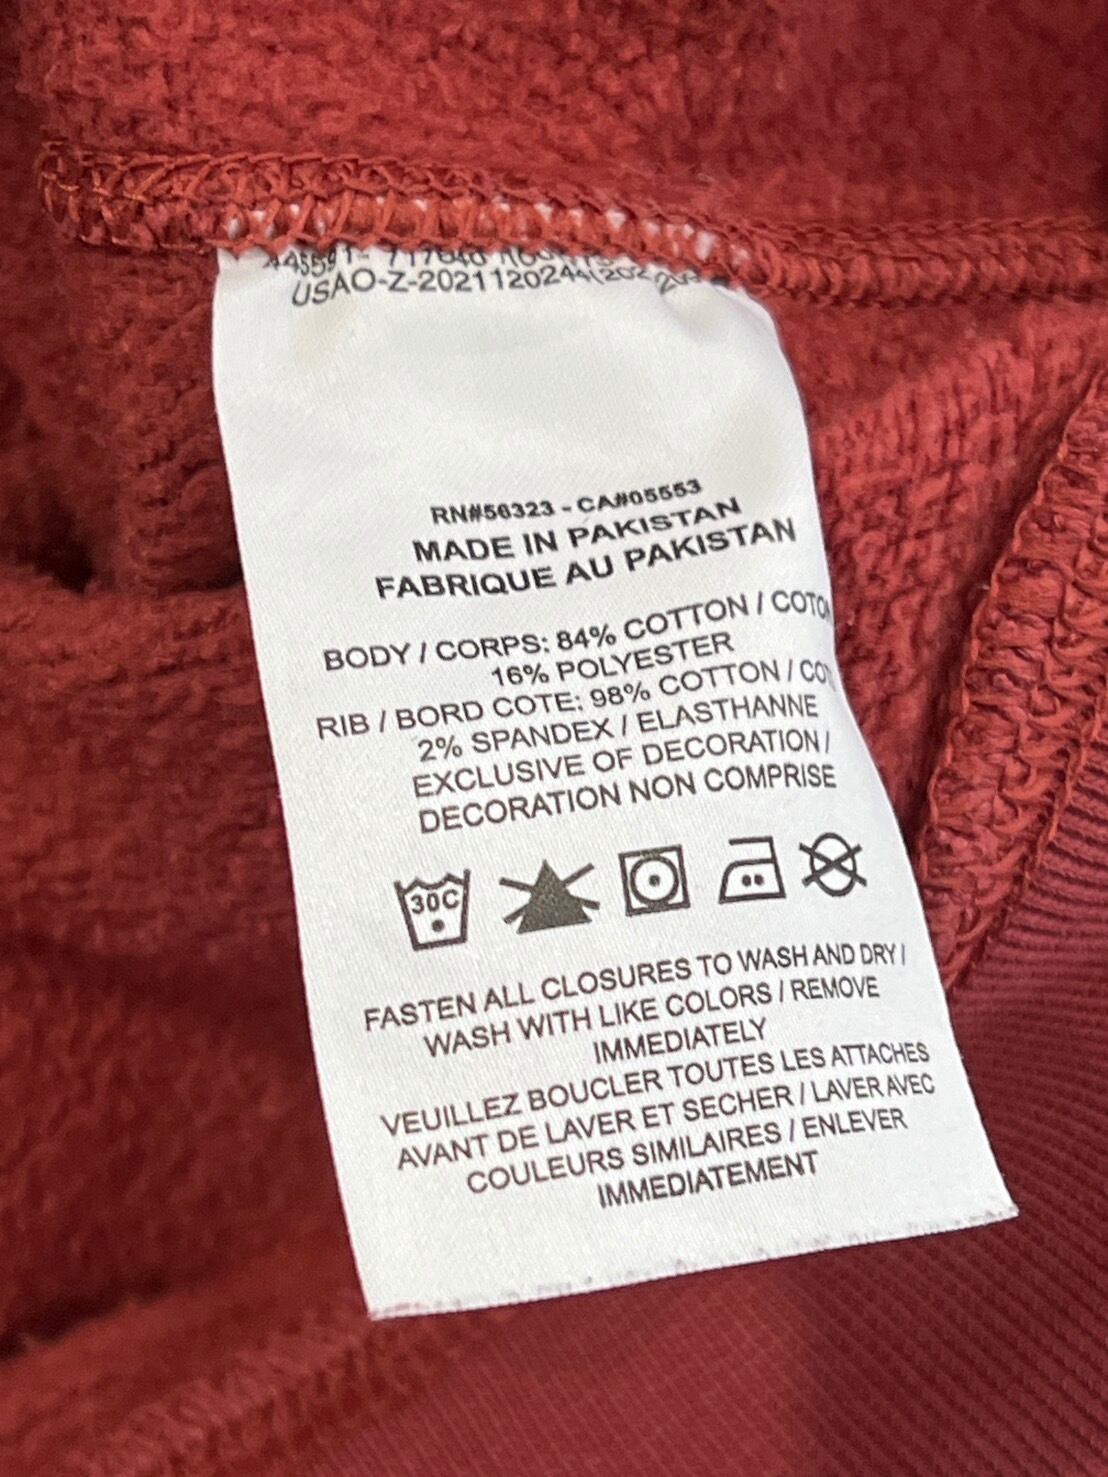 USAO-Z-2021120244
RN#56323 - CA#05553
MADE IN PAKISTAN
FABRIQUE AU PAKISTAN
BODY / CORPS: 84% COTTON /
16% POLYESTER
RIB / BORD COTE: 98% COTTON /
2% SPANDEX / ELASTHANNE
EXCLUSIVE OF DECORATION /
DECORATION NON COMPRISE
30C
FASTEN ALL CLOSURES TO WASH AND DRY /
WASH WITH LIKE COLORS / REMOVE
IMMEDIATELY
VEUILLEZ BOUCLER TOUTES LES ATTACHES
AVANT DE LAVER ET SECHER / LAVER AVEC
COULEURS SIMILAIRES / ENLEVER
IMMEDIATEMENT